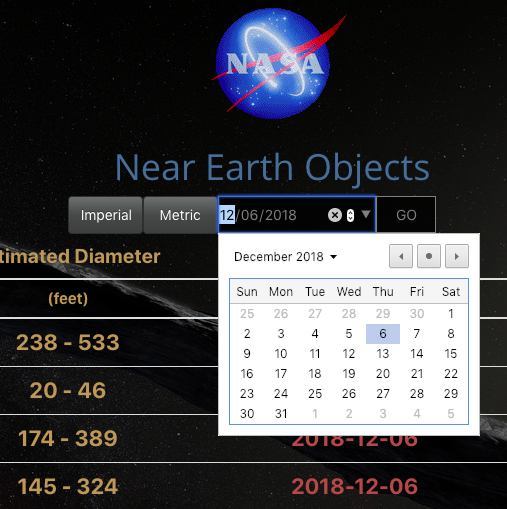 NASA
Near Earth Objects
Imperial Metric 12/06/2018 GO
timated Diameter
(feet)
238 - 533
20 - 46
174 - 389
145 - 324
December 2018
Sun Mon Tue Wed Thu Fri Sat
25 26 27 28 29 30 1
2 3 4 5 6 7 8
9 10 11 12 13 14 15
16 17 18 19 20 21 22
23 24 25 26 27 28 29
30 31 1 2 3 4 5
2018-12-06
2018-12-06